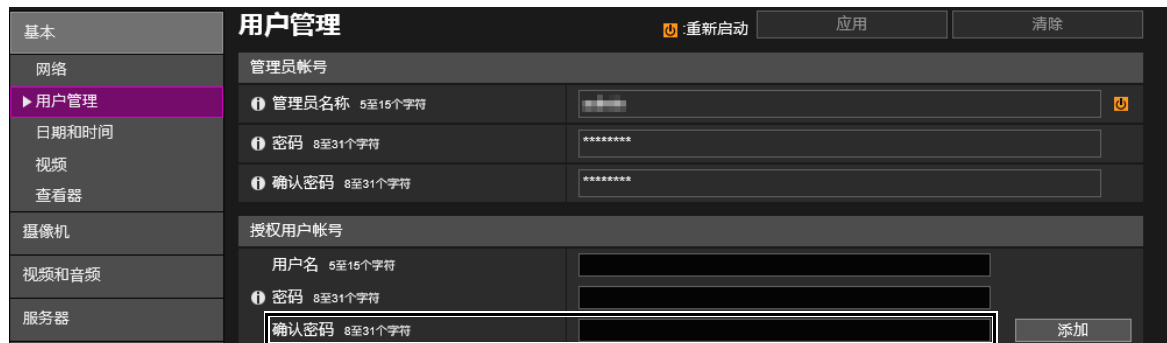 基本
用户管理
:重新启动
应用
清除
网络
管理员帐号
▶用户管理
管理员名称 5至15个字符
日期和时间
密码 8至31个字符
********
视频
确认密码 8至31个字符
********
查看器
摄像机
授权用户帐号
用户名 5至15个字符
视频和音频
密码 8至31个字符
服务器
确认密码 8至31个字符
添加